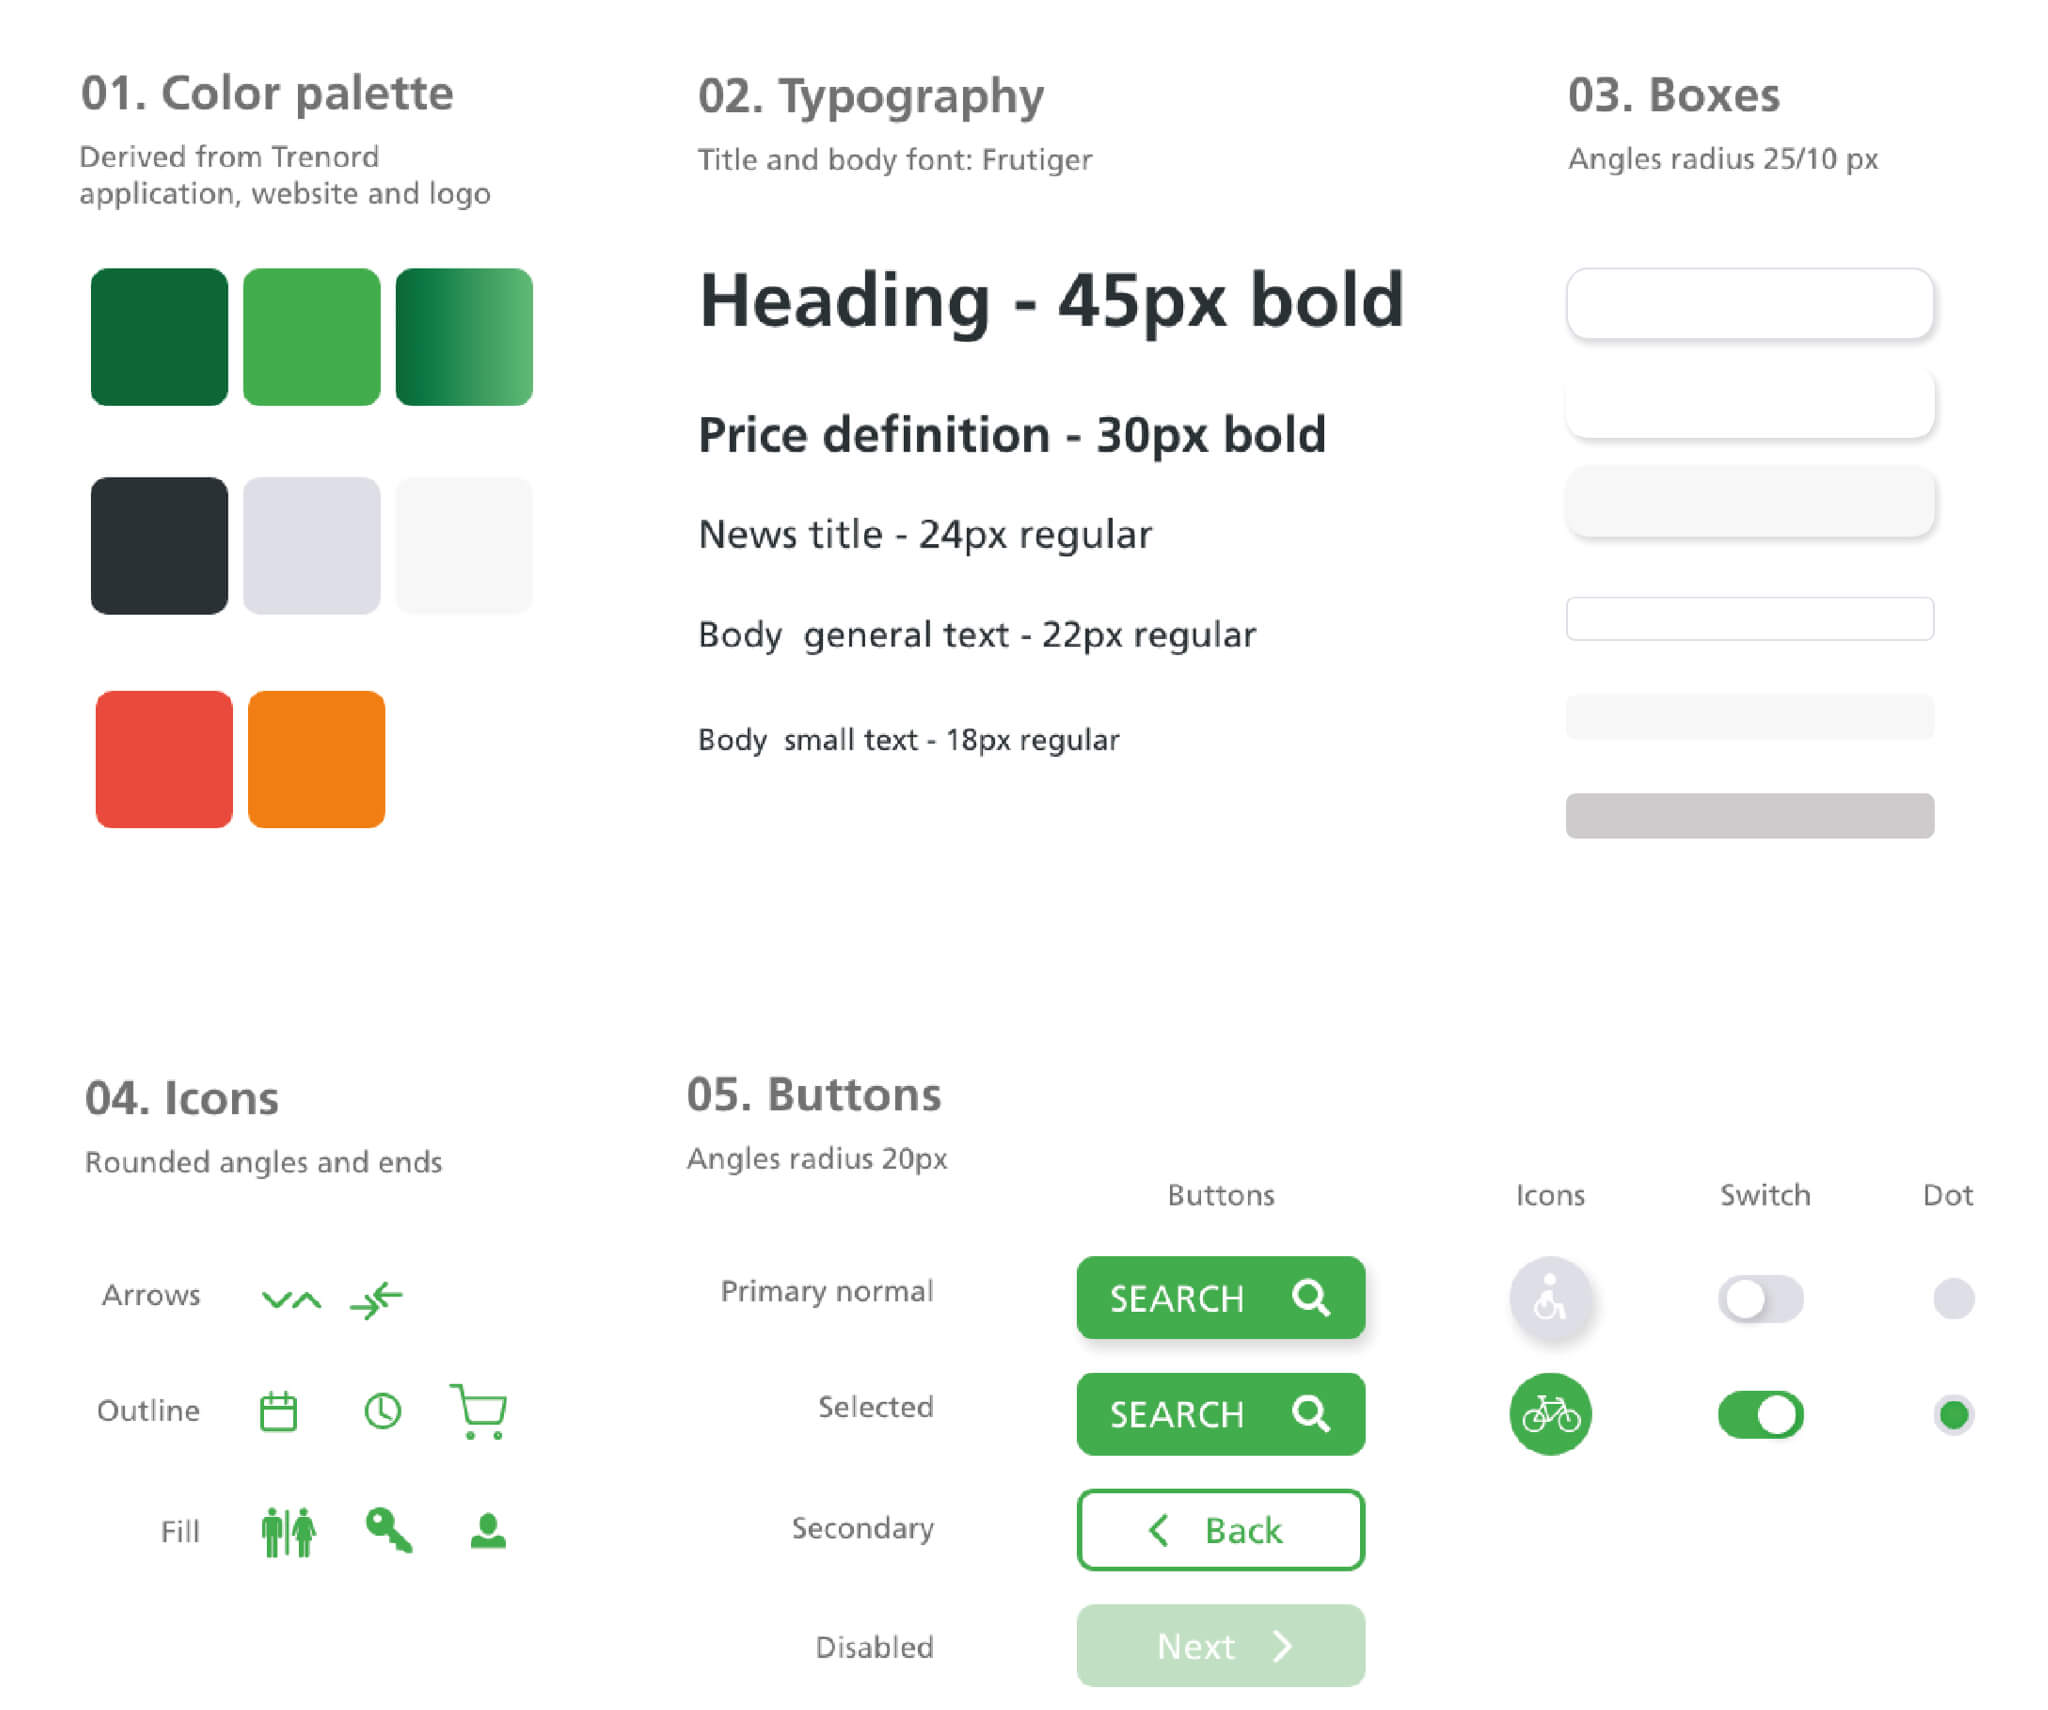 01. Color palette
Derived from Trenord
application, website and logo
02. Typography
Title and body font: Frutiger
Heading - 45px bold
Price definition - 30px bold
News title - 24px regular
Body  general text - 22px regular
Body  small text - 18px regular
03. Boxes
Angles radius 25/10 px
04. Icons
Rounded angles and ends
Arrows
Outline
Fill
05. Buttons
Angles radius 20px
Buttons
Icons
Switch
Dot
Primary normal
SEARCH
Selected
SEARCH
Secondary
Back
Disabled
Next